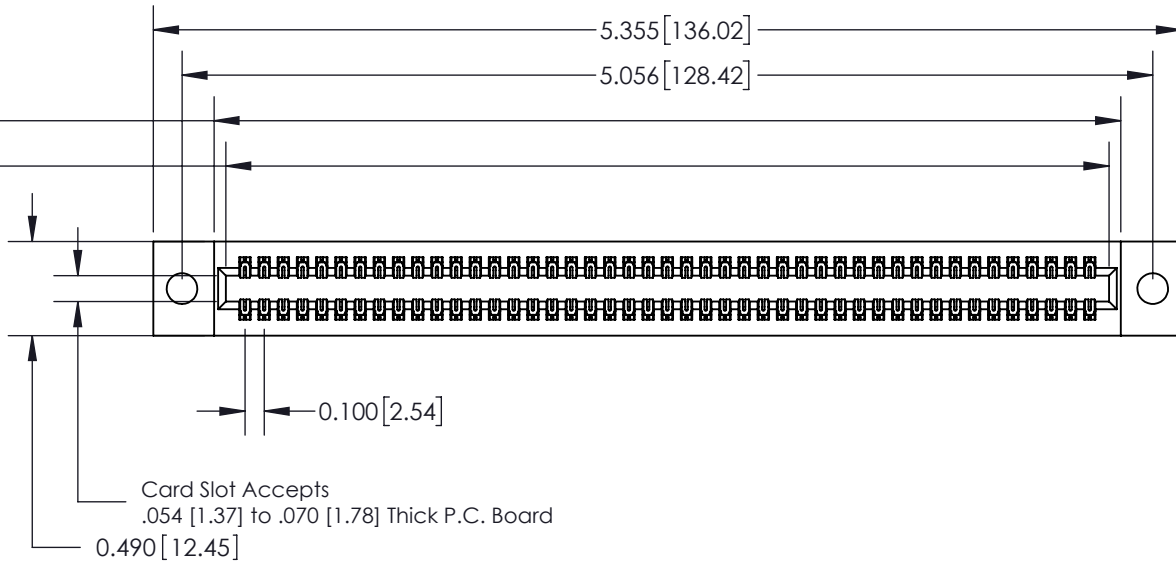 5.355[136.02]
5.056[128.42]
0.100[2.54]
Card Slot Accepts
.054 [1.37] to .070 [1.78] Thick P.C. Board
0.490[12.45]